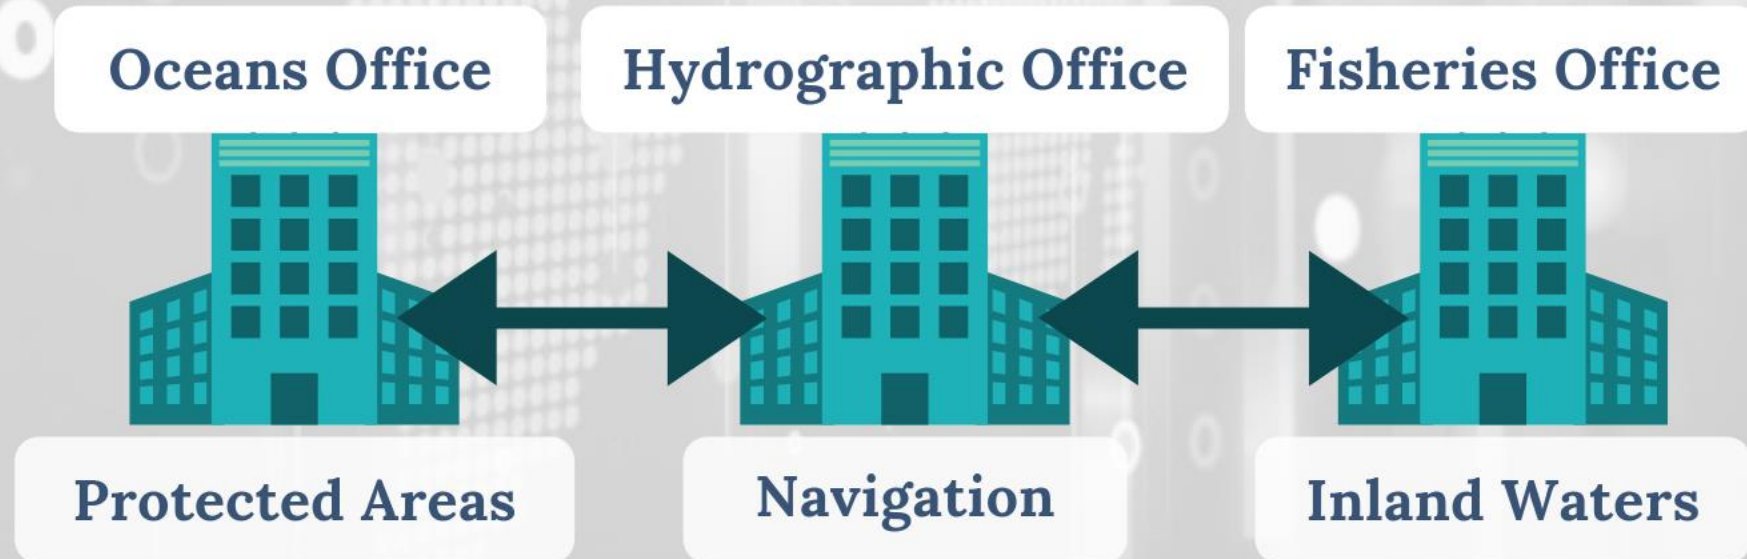 Oceans Office
Hydrographic Office
Fisheries Office
Protected Areas
Navigation
Inland Waters